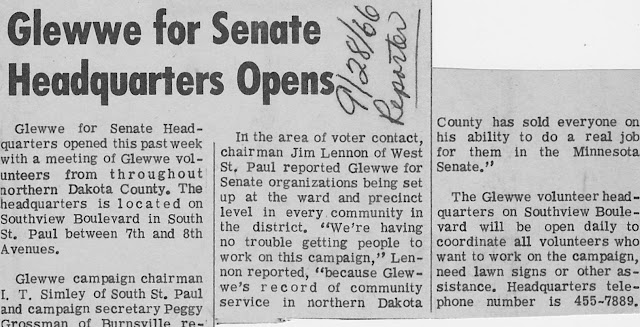 Glewwe for Senate
Headquarters Opens
9/28/66
Reporter
Glewwe for Senate Head-
quarters opened this past week
with a meeting of Glewwe vol-
unteers from throughout
northern Dakota County. The
headquarters is located on
Southview Boulevard in South
St. Paul between 7th and 8th
Avenues.
Glewwe campaign chairman
I. T. Simley of South St. Paul
and campaign secretary Peggy
Grossman of Burnsville re-
In the area of voter contact,
chairman Jim Lennon of West
St. Paul reported Glewwe for
Senate organizations being set
up at the ward and precinct
level in every community in
the district. "We're having
no trouble getting people to
work on this campaign," Len-
non reported, "because Glew-
we's record of community
service in northern Dakota
County has sold everyone on
his ability to do a real job
for them in the Minnesota
Senate."
The Glewwe volunteer head-
quarters on Southview Boule-
vard will be open daily to
coordinate all volunteers who
want to work on the campaign,
need lawn signs or other as-
sistance. Headquarters tele-
phone number is 455-7889.